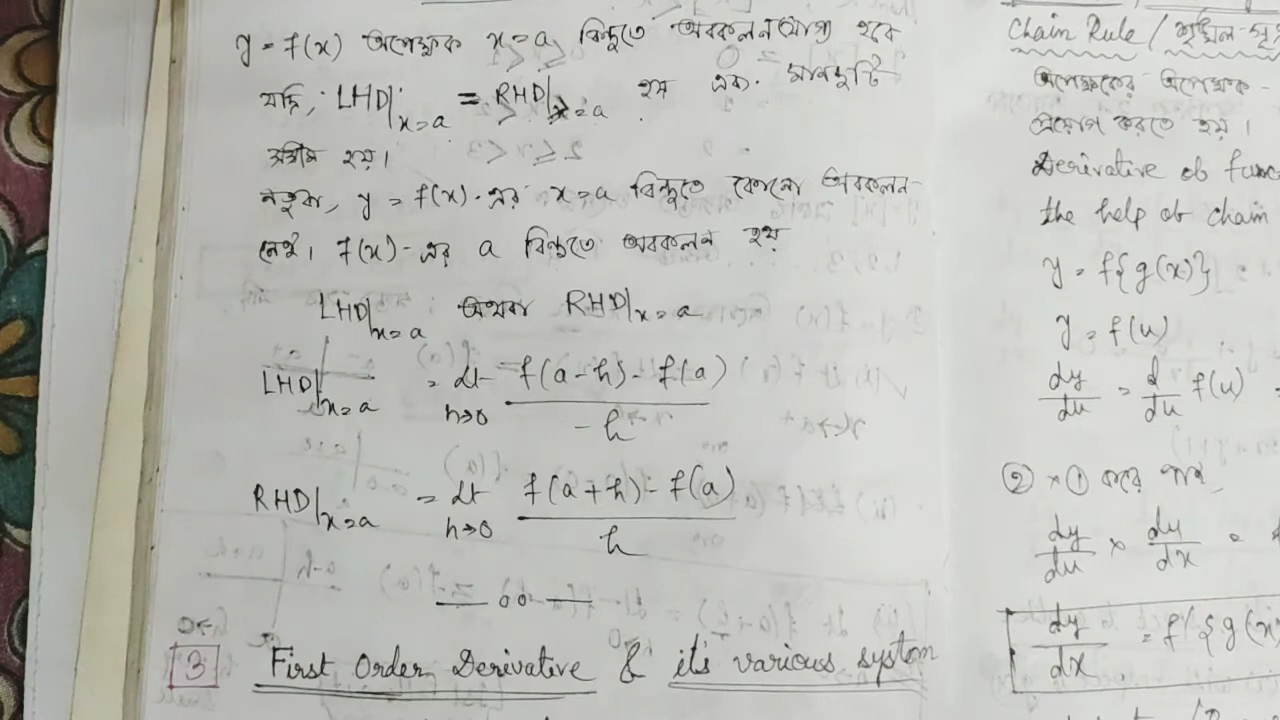 y = f(x) অপেক্ষক x=a বিন্দুতে অবকলনযোগ্য হবে
যদি, LHD|x=a = RHD|x=a হয় এবং মানদুটি
সসীম হয়।
নতুবা, y = f(x)-এর x=a বিন্দুতে কোনো অবকলন
নেই। f(x)-এর a বিন্দুতে অবকলন হয়
LHD|x=a অথবা RHD|x=a
LHD|x=a = Lt h→0 f(a-h) - f(a) / -h
RHD|x=a = Lt h→0 f(a+h) - f(a) / h
3 First Order Derivative & its various system
Chain Rule / শৃঙ্খল-
অপেক্ষকের অপেক্ষক-
প্রয়োগ করতে হয়।
Derivative of func
the help of chain
y = f{g(x)}
y = f(u)
dy/du = d/du f(u) =
② × ① করে পাই,
dy/du × du/dx =
dy/dx = f'{g(x)